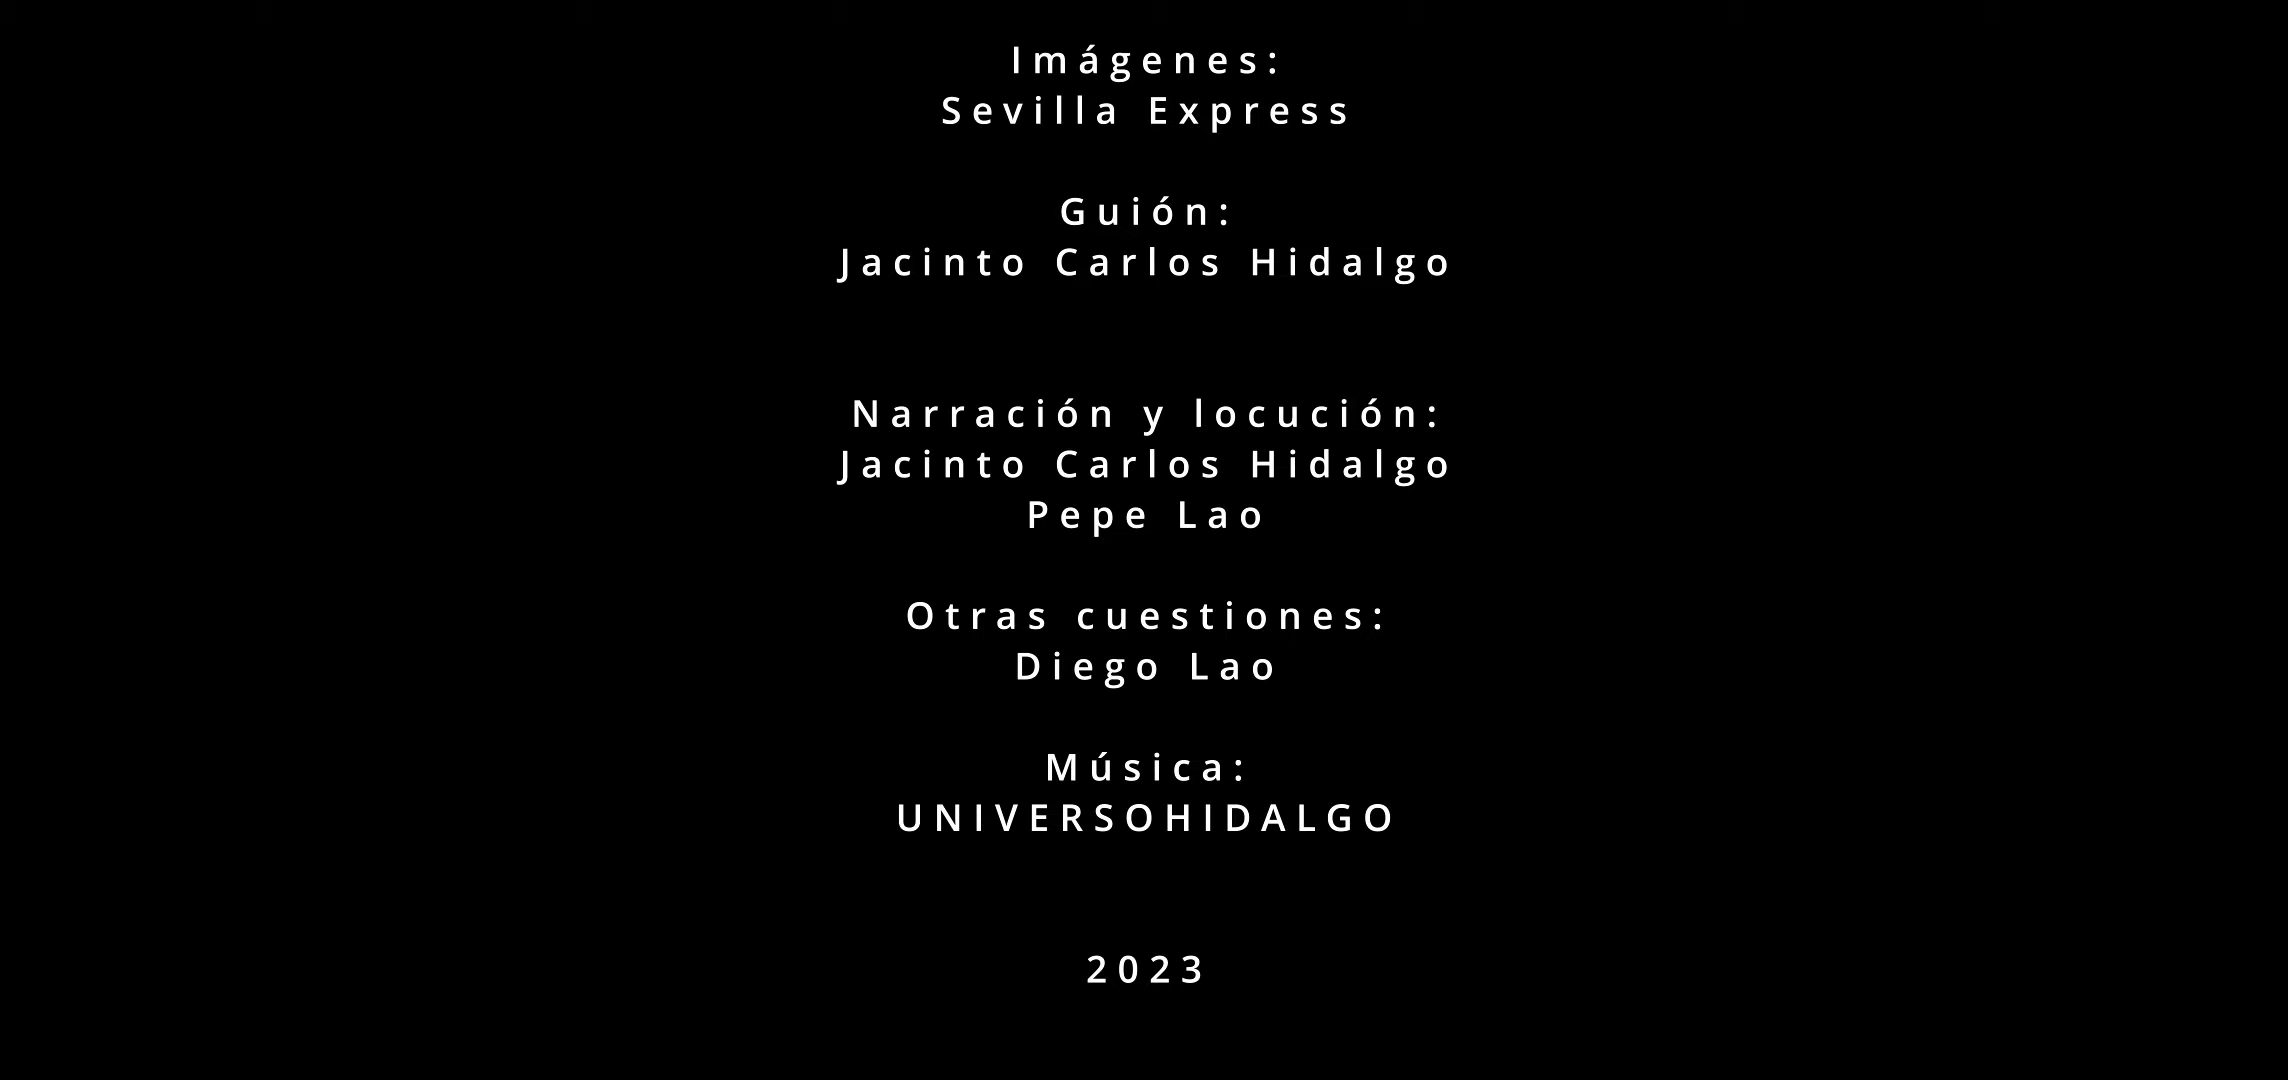 Imágenes:
Sevilla Express
Guión:
Jacinto Carlos Hidalgo
Narración y locución:
Jacinto Carlos Hidalgo
Pepe Lao
Otras cuestiones:
Diego Lao
Música:
UNIVERSOHIDALGO
2023